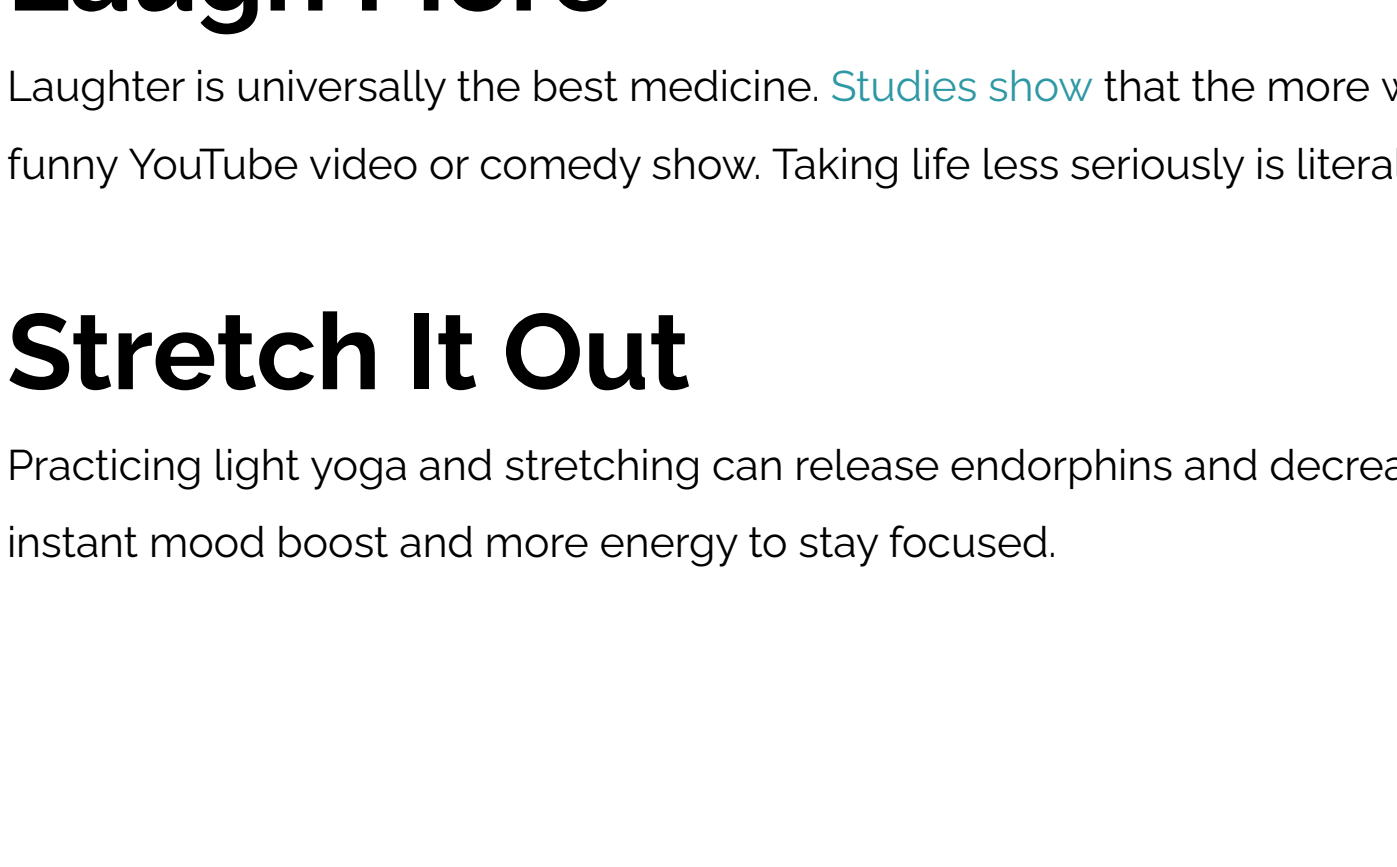 Laugh More
Laughter is universally the best medicine. Studies show that the more
funny YouTube video or comedy show. Taking life less seriously is
Stretch It Out
Practicing light yoga and stretching can release endorphins and
instant mood boost and more energy to stay focused.